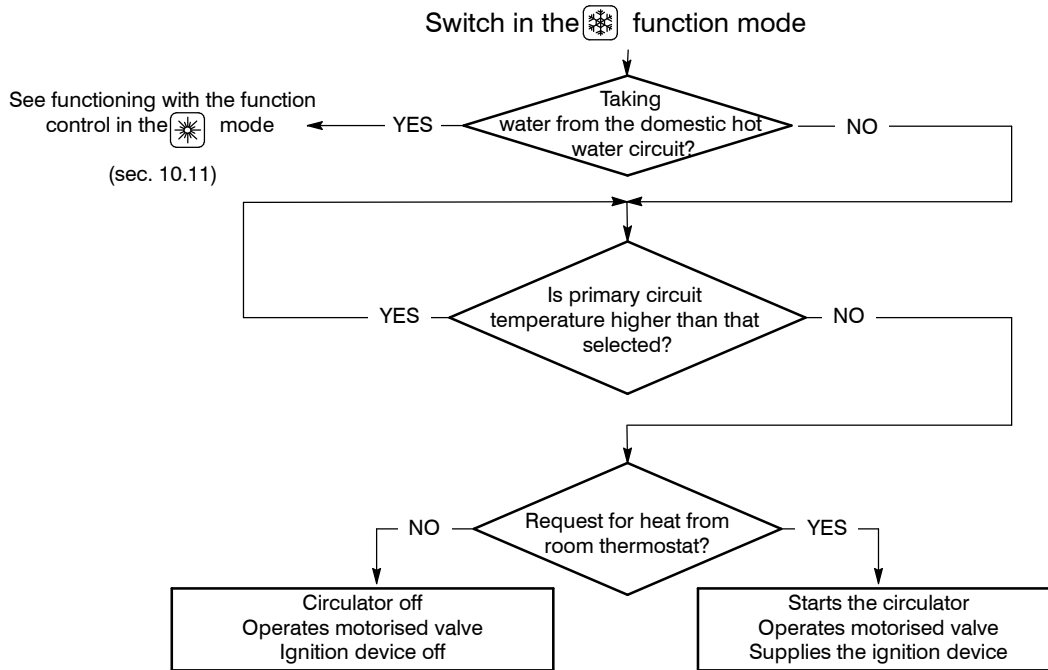 Switch in the function mode
Taking
water from the domestic hot
water circuit?
YES
NO
See functioning with the function
control in the mode
(sec. 10.11)
Is primary circuit
temperature higher than that
selected?
YES
NO
Request for heat from
room thermostat?
NO
YES
Circulator off
Operates motorised valve
Ignition device off
Starts the circulator
Operates motorised valve
Supplies the ignition device